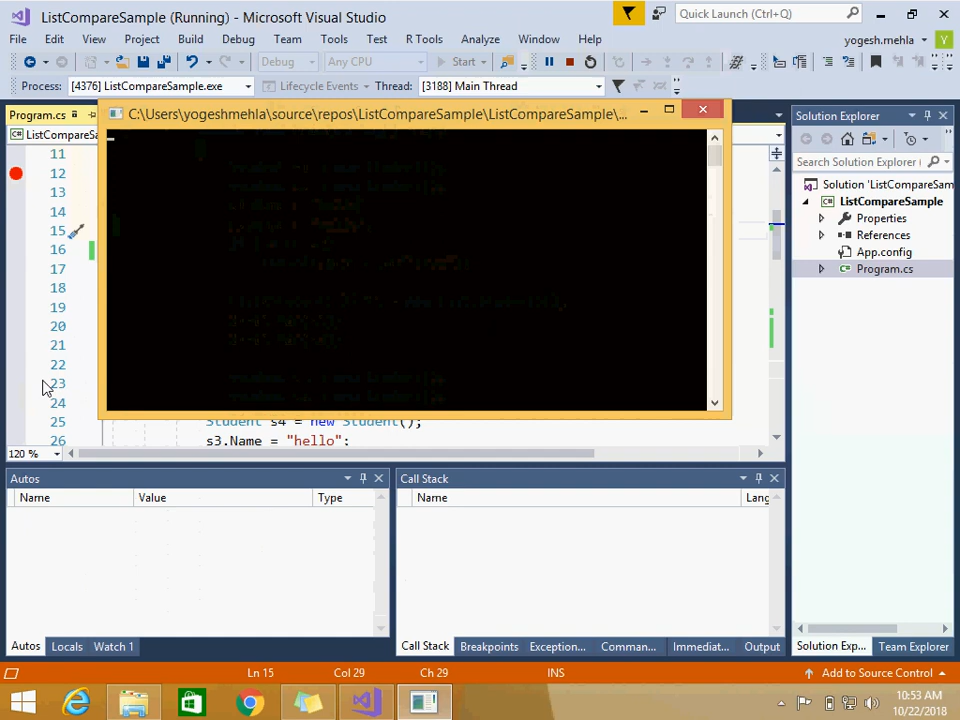 ListCompareSample (Running) - Microsoft Visual Studio
Quick Launch (Ctrl+Q)
File Edit View Project Build Debug Team Tools Test R Tools Analyze Window Help
yogesh.mehla Y
Debug Any CPU Start
Process: [4376] ListCompareSample.exe Lifecycle Events Thread: [3188] Main Thread
Program.cs
C:\Users\yogeshmehla\source\repos\ListCompareSample\ListCompareSample\...
Solution Explorer
ListCompareSa
Search Solution Explorer
11
12
13
14
15
16
17
18
19
20
21
22
23
24
25 Student s4 = new Student();
26 s3.Name = "hello";
Solution 'ListCompareSam
ListCompareSample
Properties
References
App.config
C# Program.cs
120 %
Autos
Name Value Type
Call Stack
Name Lang
Autos Locals Watch 1
Call Stack Breakpoints Exception... Comman... Immediat... Output
Solution Exp... Team Explorer
Ln 15 Col 29 Ch 29 INS
Add to Source Control
10:53 AM
10/22/2018